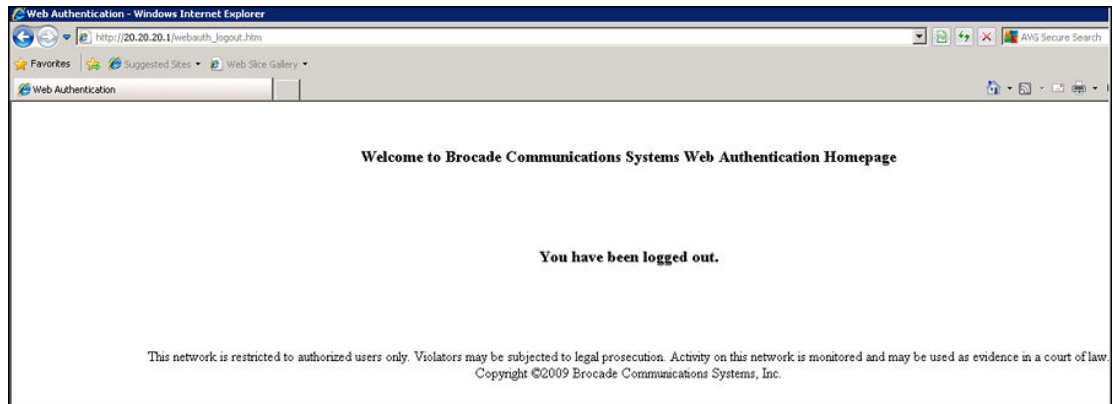 Web Authentication - Windows Internet Explorer
http://20.20.20.1/webauth_logout.htm
AVG Secure Search
Favorites
Suggested Sites
Web Slice Gallery
Web Authentication
Welcome to Brocade Communications Systems Web Authentication Homepage
You have been logged out.
This network is restricted to authorized users only. Violators may be subjected to legal prosecution. Activity on this network is monitored and may be used as evidence in a court of law.
Copyright ©2009 Brocade Communications Systems, Inc.